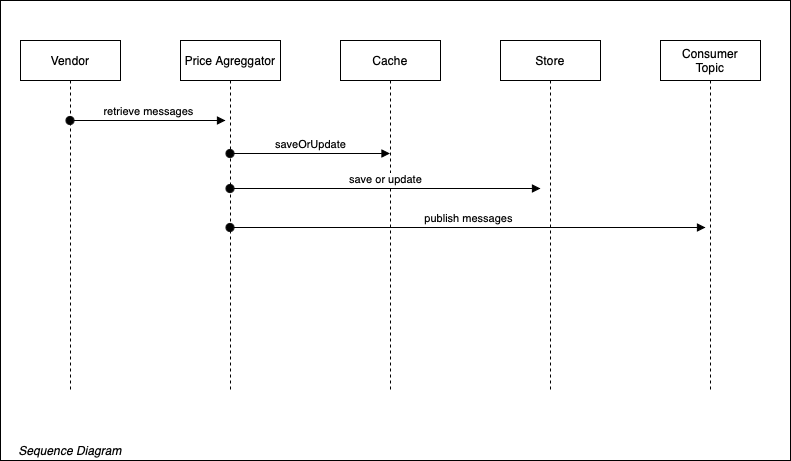 Vendor
Price Agreggator
Cache
Store
Consumer
Topic
retrieve messages
saveOrUpdate
save or update
publish messages
Sequence Diagram